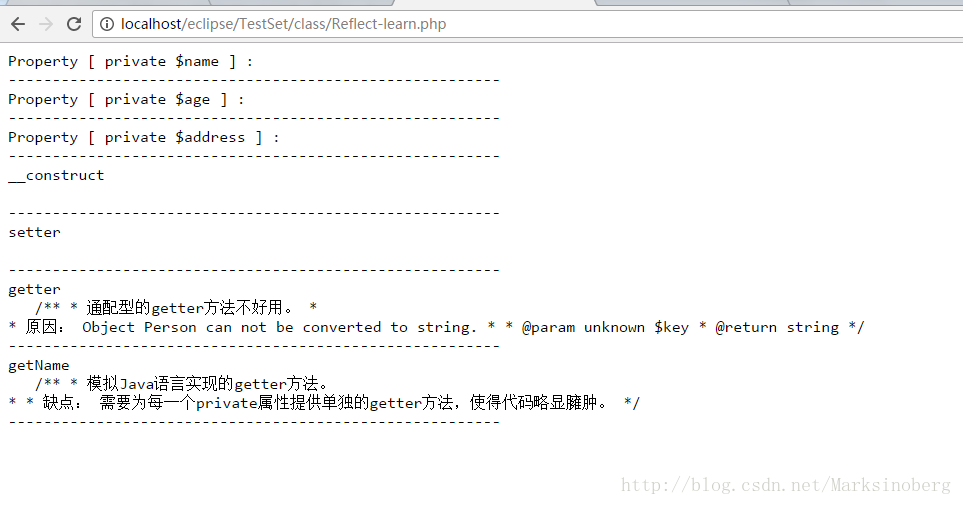 localhost/eclipse/TestSet/class/Reflect-learn.php
Property [ private $name ] :
--------------------------------------------------------
Property [ private $age ] :
--------------------------------------------------------
Property [ private $address ] :
--------------------------------------------------------
__construct
--------------------------------------------------------
setter
--------------------------------------------------------
getter
/** * 通配型的getter方法不好用。 *
* 原因： Object Person can not be converted to string. * * @param unknown $key * @return string */
--------------------------------------------------------
getName
/** * 模拟Java语言实现的getter方法。
* * 缺点： 需要为每一个private属性提供单独的getter方法，使得代码略显臃肿。 */
--------------------------------------------------------
http://blog.csdn.net/Marksinoberg